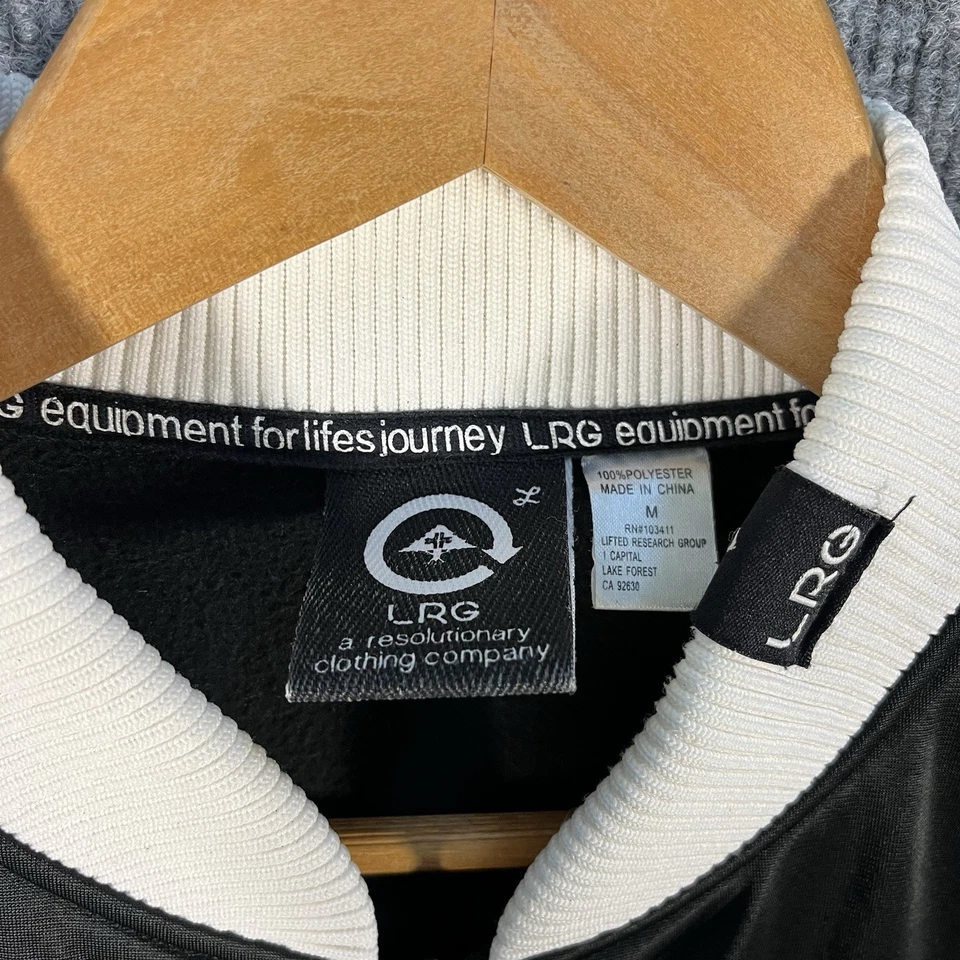 G equipment for lifes journey LRG equipment fo
L
LRG
a resolutionary
clothing company
100%POLYESTER
MADE IN CHINA
M
RN#103411
LIFTED RESEARCH GROUP
1 CAPITAL
LAKE FOREST
CA 92630
LRG